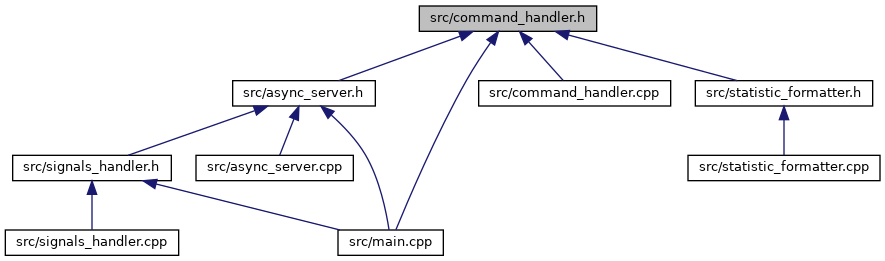 src/command_handler.h
src/async_server.h
src/command_handler.cpp
src/statistic_formatter.h
src/signals_handler.h
src/async_server.cpp
src/statistic_formatter.cpp
src/signals_handler.cpp
src/main.cpp